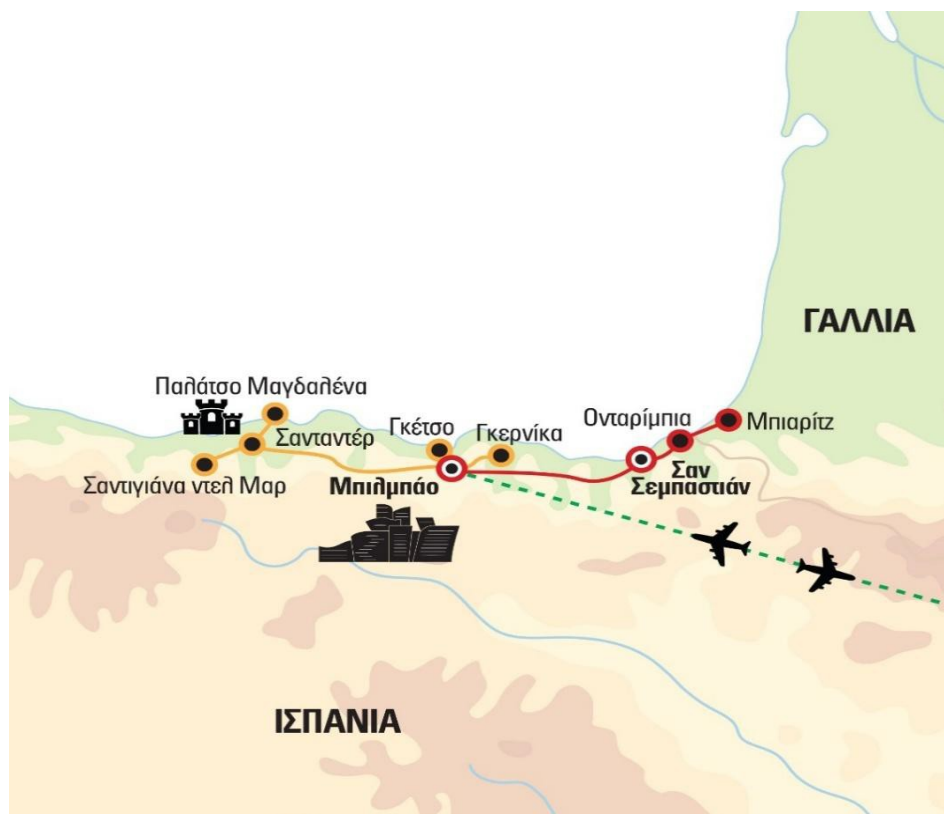 ΓΑΛΛΙΑ
Παλάτσο Μαγδαλένα
Σανταντέρ
Σαντιγιάνα ντελ Μαρ
Γκέτσο
Γκερνίκα
Μπιλμπάο
Ονταρίμπια
Μπιαρίτζ
Σαν
Σεμπαστιάν
ΙΣΠΑΝΙΑ